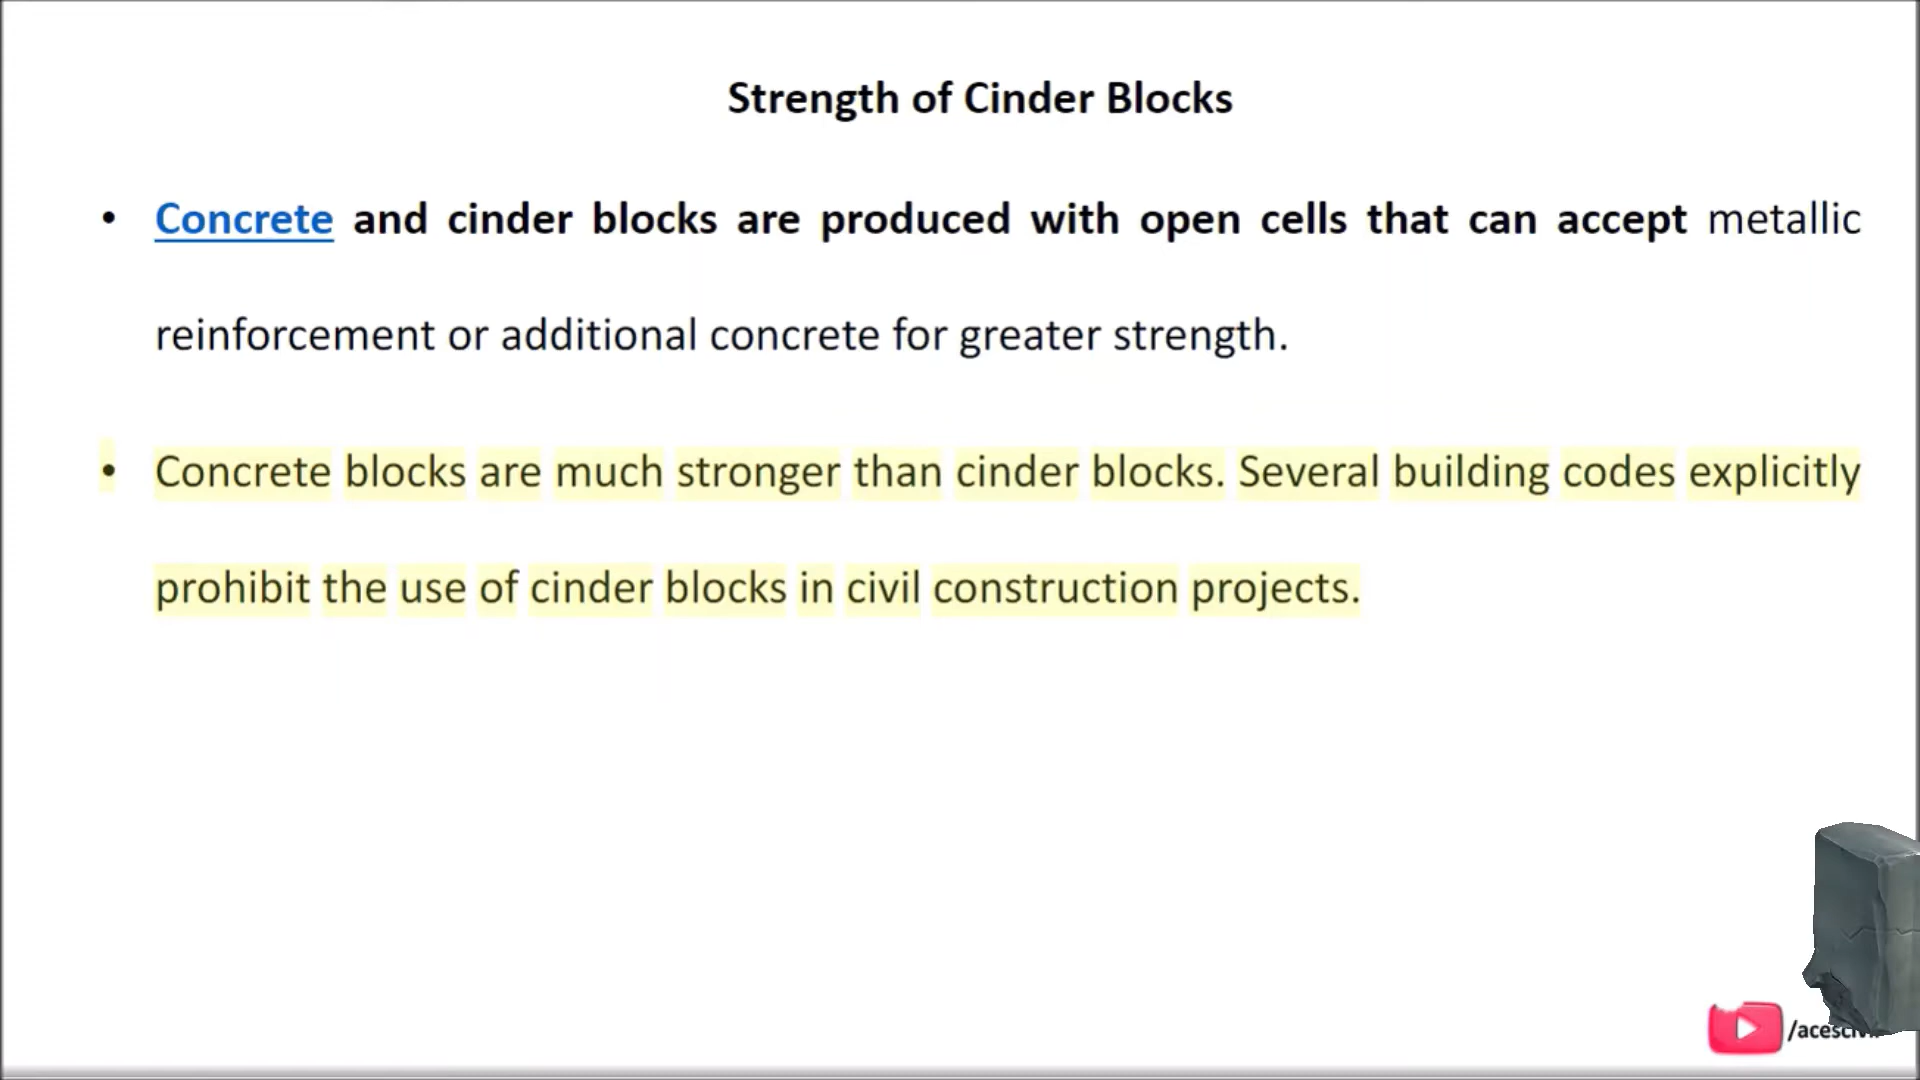 Strength of Cinder Blocks
• Concrete and cinder blocks are produced with open cells that can accept metallic
reinforcement or additional concrete for greater strength.
• Concrete blocks are much stronger than cinder blocks. Several building codes explicitly
prohibit the use of cinder blocks in civil construction projects.